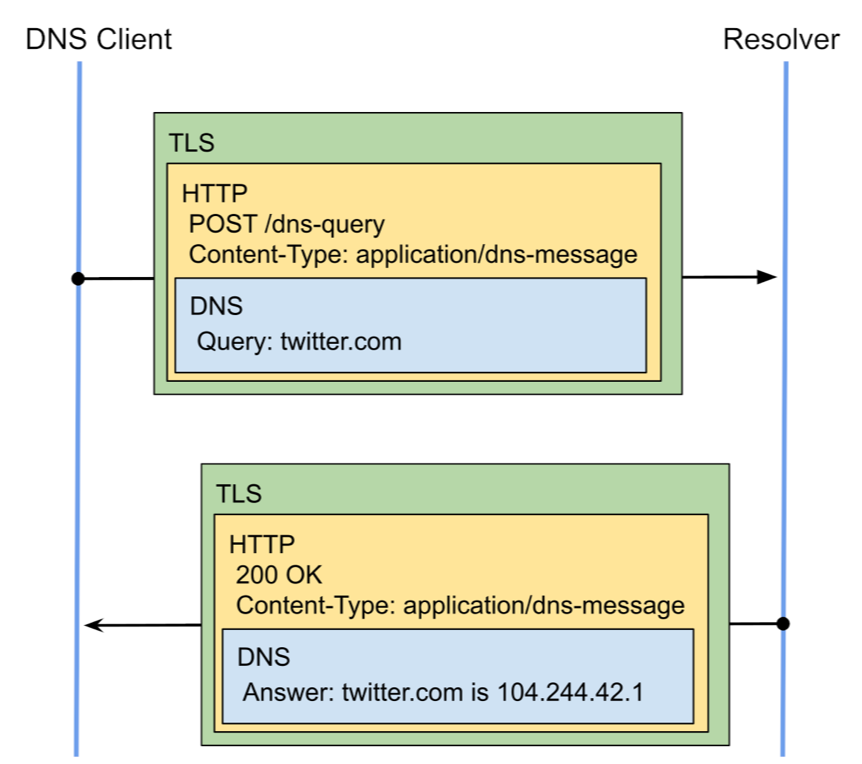 DNS Client
Resolver
TLS
HTTP
POST /dns-query
Content-Type: application/dns-message
DNS
Query: twitter.com
TLS
HTTP
200 OK
Content-Type: application/dns-message
DNS
Answer: twitter.com is 104.244.42.1